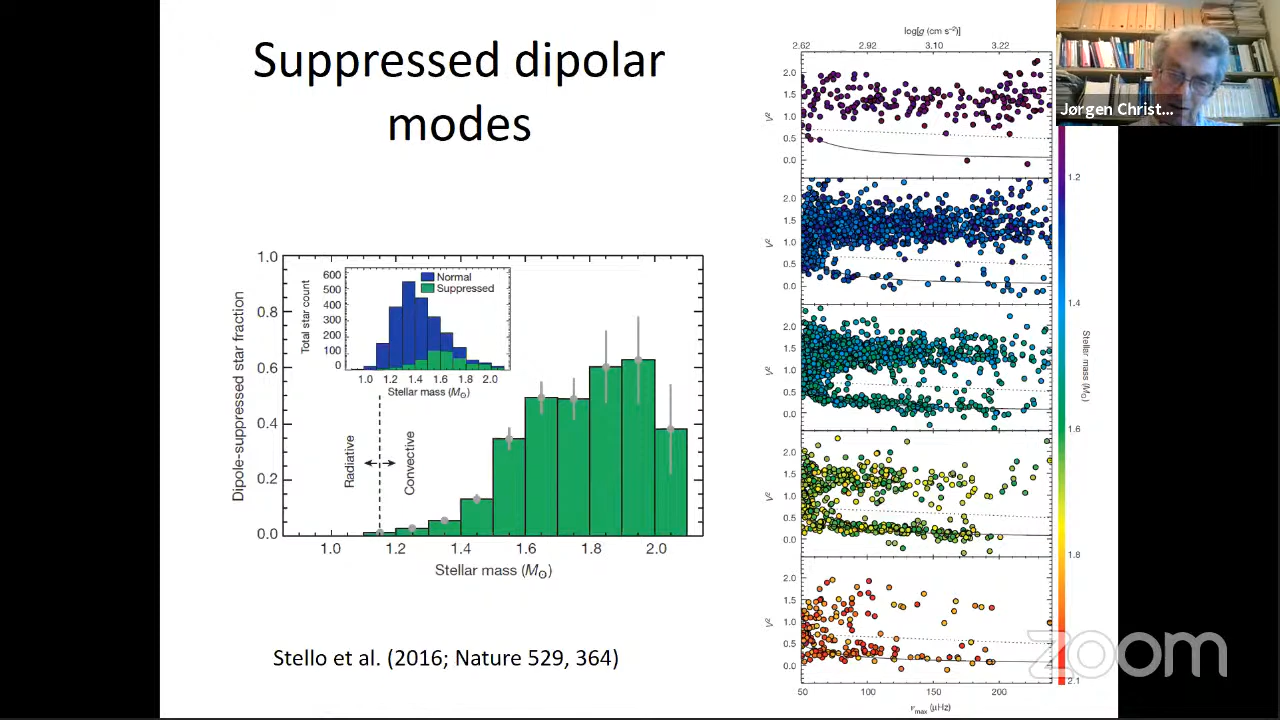 Suppressed dipolar
modes
1.0
0.8
0.6
0.4
0.2
0.0
Dipole-suppressed star fraction
1.0 1.2 1.4 1.6 1.8 2.0
Stellar mass (M⊙)
Radiative
Convective
600
500
400
300
200
100
Total star count
Normal
Suppressed
1.0 1.2 1.4 1.6 1.8 2.0
Stellar mass (M⊙)
Stello et al. (2016; Nature 529, 364)
log[g (cm s⁻²)]
2.62 2.92 3.10 3.22
2.0
1.5
1.0
0.5
0.0
V²
2.0
1.5
1.0
0.5
0.0
V²
2.0
1.5
1.0
0.5
0.0
V²
2.0
1.5
1.0
0.5
0.0
V²
2.0
1.5
1.0
0.5
0.0
V²
50 100 150 200
νmax (μHz)
1.2
1.4
1.6
1.8
2.1
Stellar mass (M⊙)
Jørgen Christ...
zoom